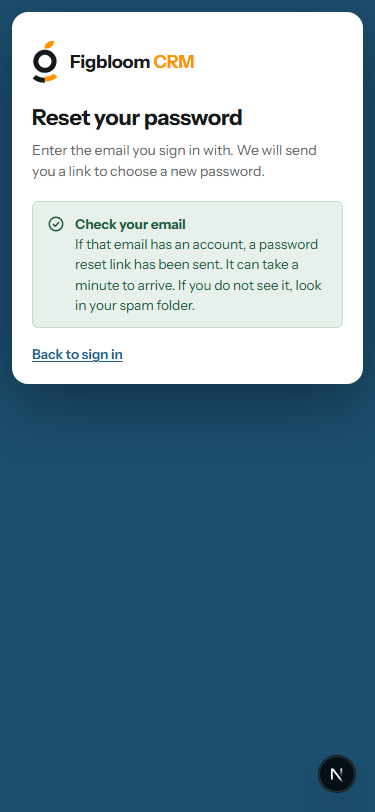 Figbloom CRM
Reset your password
Enter the email you sign in with. We will send
you a link to choose a new password.
Check your email
If that email has an account, a password
reset link has been sent. It can take a
minute to arrive. If you do not see it, look
in your spam folder.
Back to sign in
N